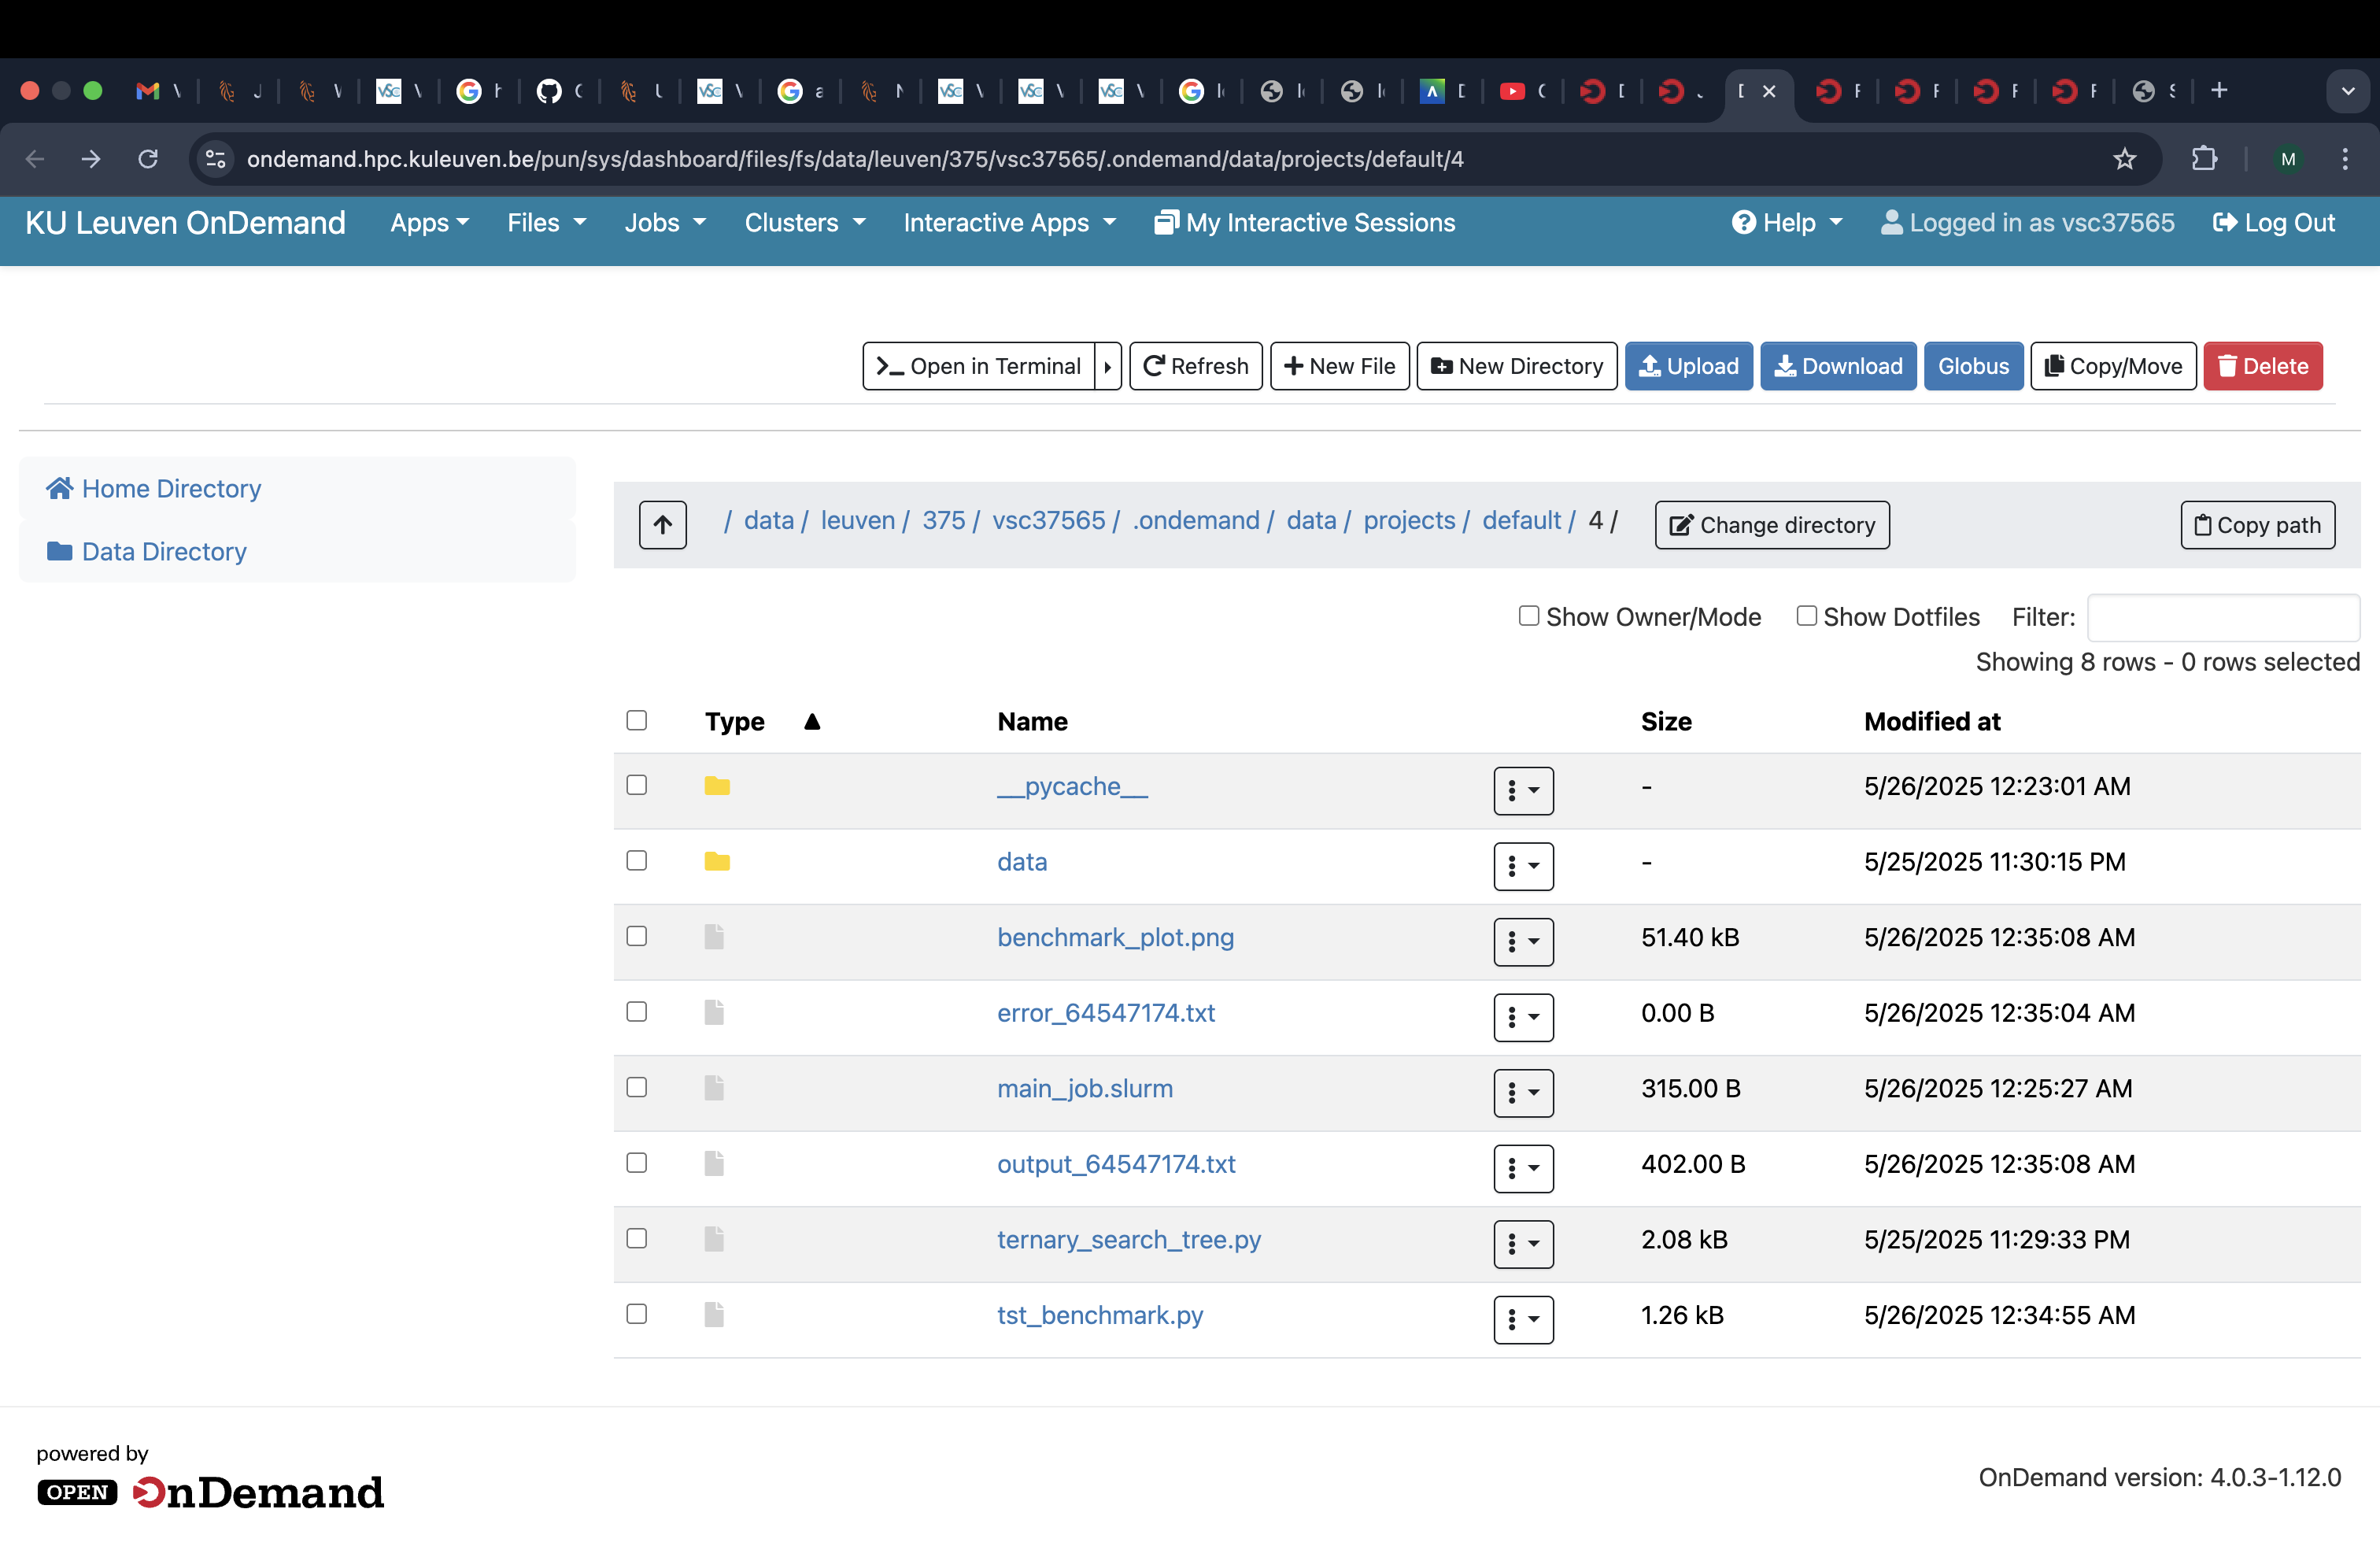 ondemand.hpc.kuleuven.be/pun/sys/dashboard/files/fs/data/leuven/375/vsc37565/.ondemand/data/projects/default/4
M
KU Leuven OnDemand Apps Files Jobs Clusters Interactive Apps My Interactive Sessions Help Logged in as vsc37565 Log Out
Open in Terminal Refresh New File New Directory Upload Download Globus Copy/Move Delete
Home Directory
Data Directory
/ data / leuven / 375 / vsc37565 / .ondemand / data / projects / default / 4 / Change directory Copy path
Show Owner/Mode Show Dotfiles Filter:
Showing 8 rows - 0 rows selected
Type Name Size Modified at
__pycache__ - 5/26/2025 12:23:01 AM
data - 5/25/2025 11:30:15 PM
benchmark_plot.png 51.40 kB 5/26/2025 12:35:08 AM
error_64547174.txt 0.00 B 5/26/2025 12:35:04 AM
main_job.slurm 315.00 B 5/26/2025 12:25:27 AM
output_64547174.txt 402.00 B 5/26/2025 12:35:08 AM
ternary_search_tree.py 2.08 kB 5/25/2025 11:29:33 PM
tst_benchmark.py 1.26 kB 5/26/2025 12:34:55 AM
powered by
OPEN OnDemand
OnDemand version: 4.0.3-1.12.0